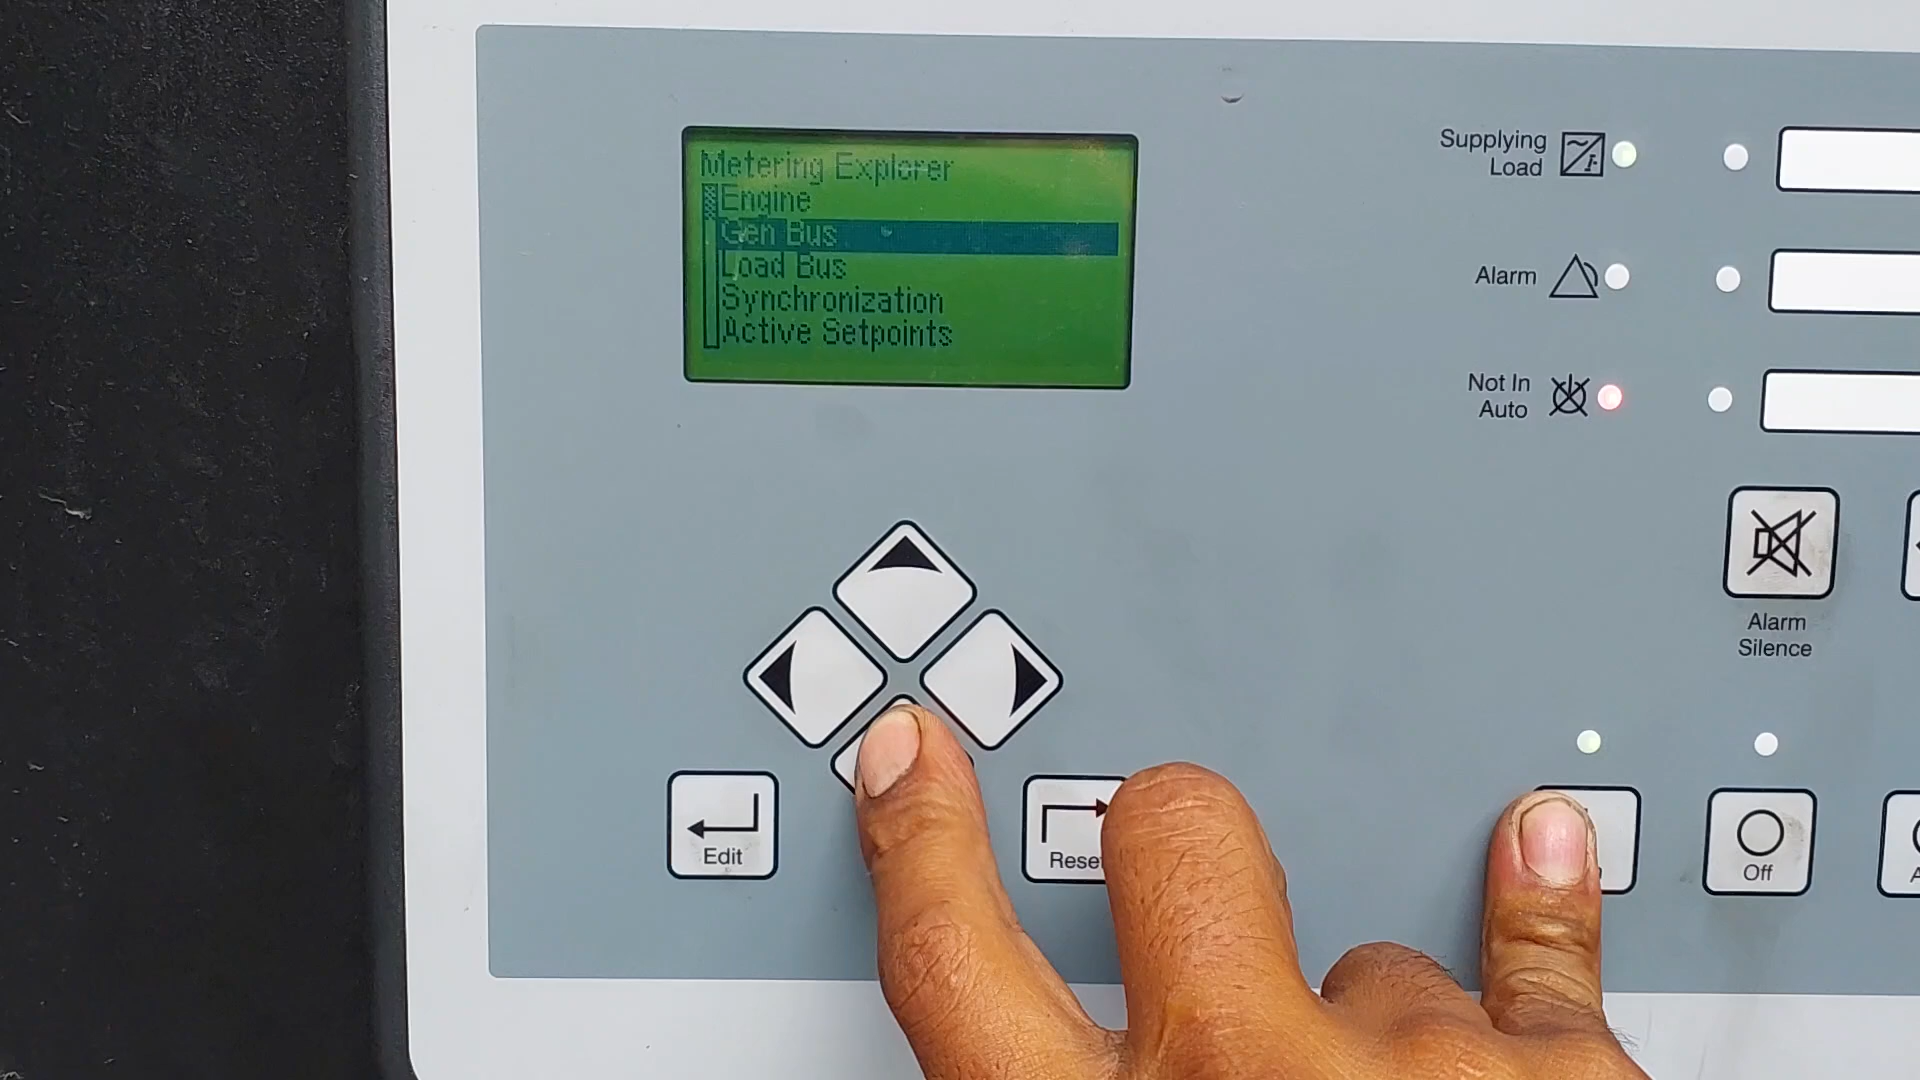 Metering Explorer
Engine
Gen Bus
Load Bus
Synchronization
Active Setpoints
Supplying
Load
Alarm
Not In
Auto
Alarm
Silence
Edit
Reset
Off